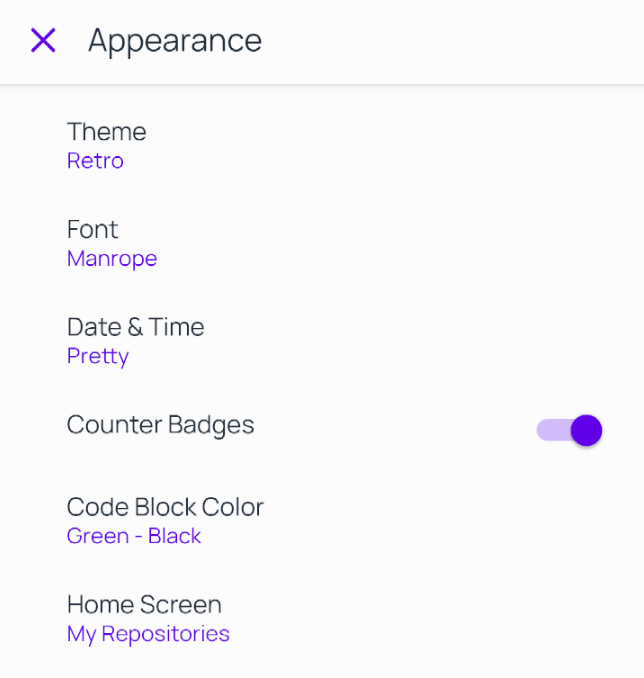 Appearance
Theme
Retro
Font
Manrope
Date & Time
Pretty
Counter Badges
Code Block Color
Green - Black
Home Screen
My Repositories